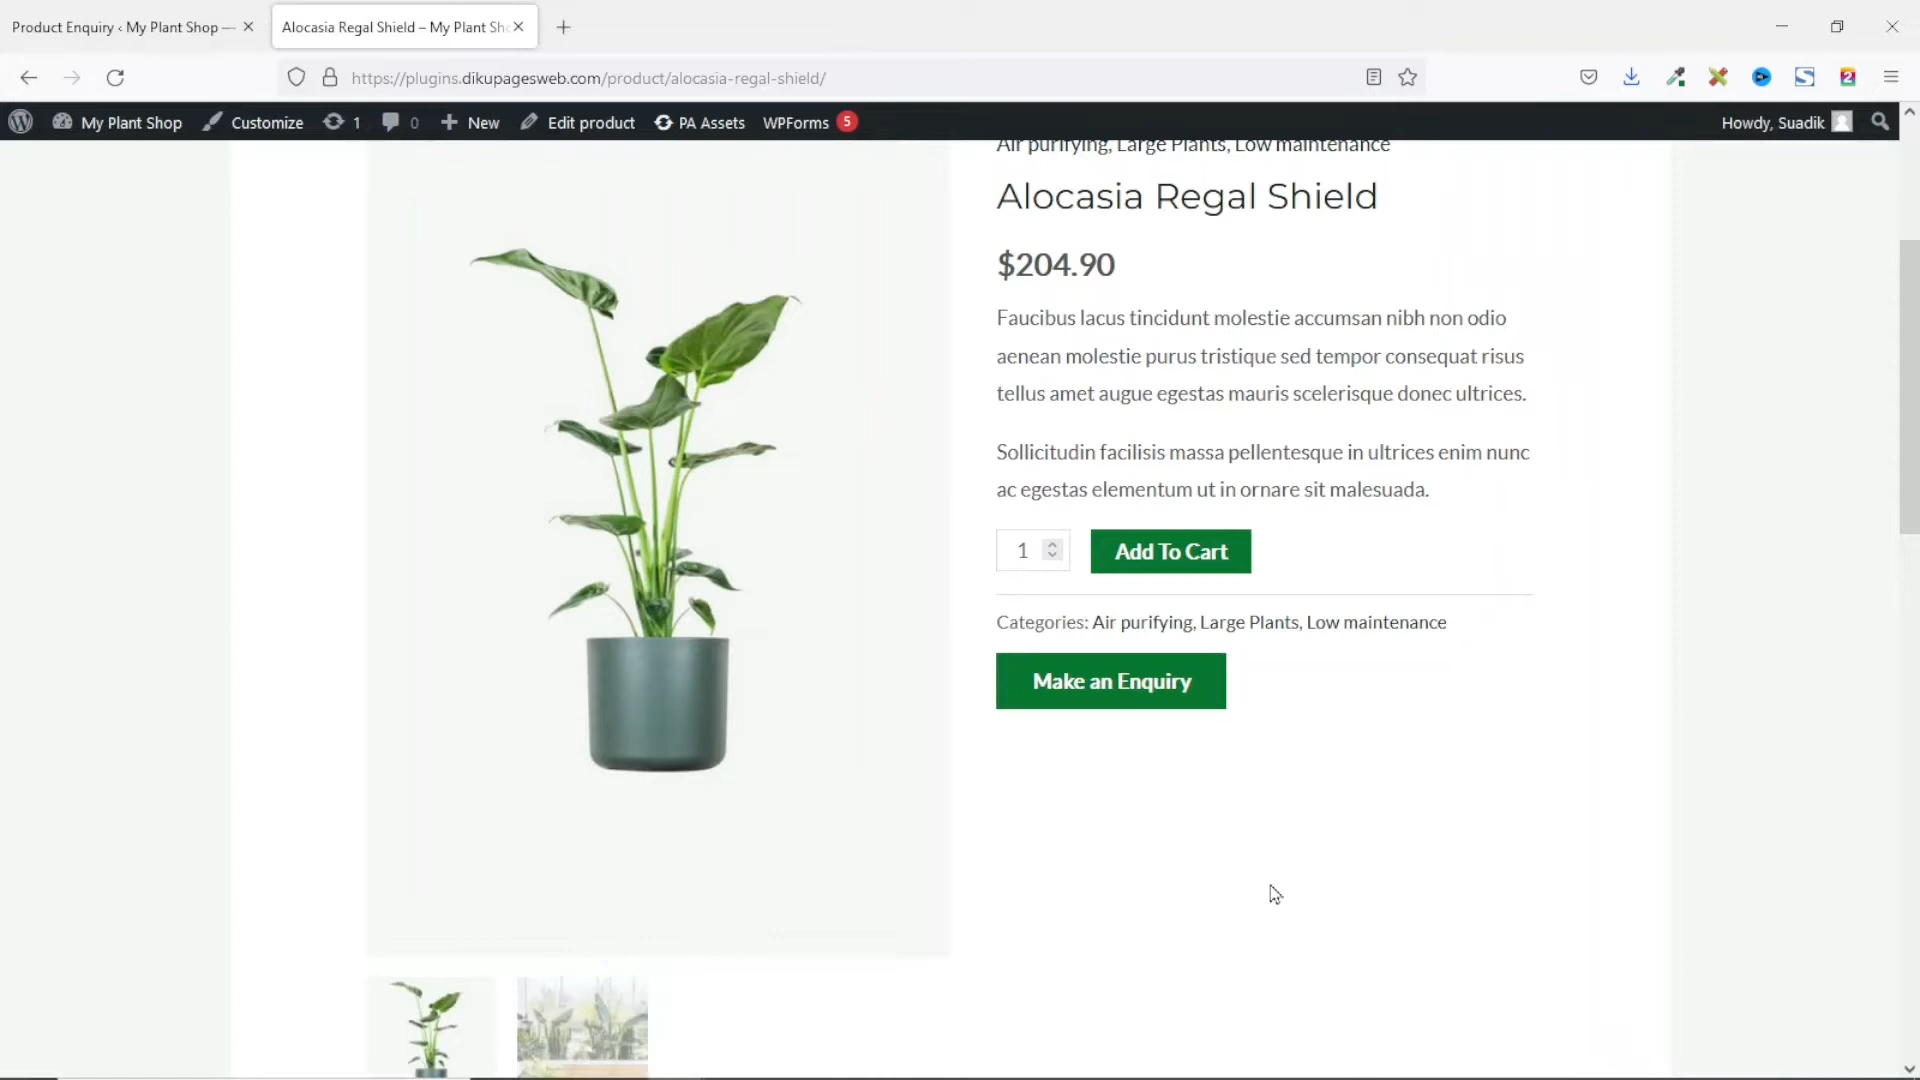 Product Enquiry ‹ My Plant Shop —
Alocasia Regal Shield – My Plant Sho
https://plugins.dikupagesweb.com/product/alocasia-regal-shield/
2
My Plant Shop Customize 1 0 New Edit product PA Assets WPForms 5 Howdy, Suadik
Air purifying, Large Plants, Low maintenance
Alocasia Regal Shield
$204.90
Faucibus lacus tincidunt molestie accumsan nibh non odio
aenean molestie purus tristique sed tempor consequat risus
tellus amet augue egestas mauris scelerisque donec ultrices.
Sollicitudin facilisis massa pellentesque in ultrices enim nunc
ac egestas elementum ut in ornare sit malesuada.
1 Add To Cart
Categories: Air purifying, Large Plants, Low maintenance
Make an Enquiry